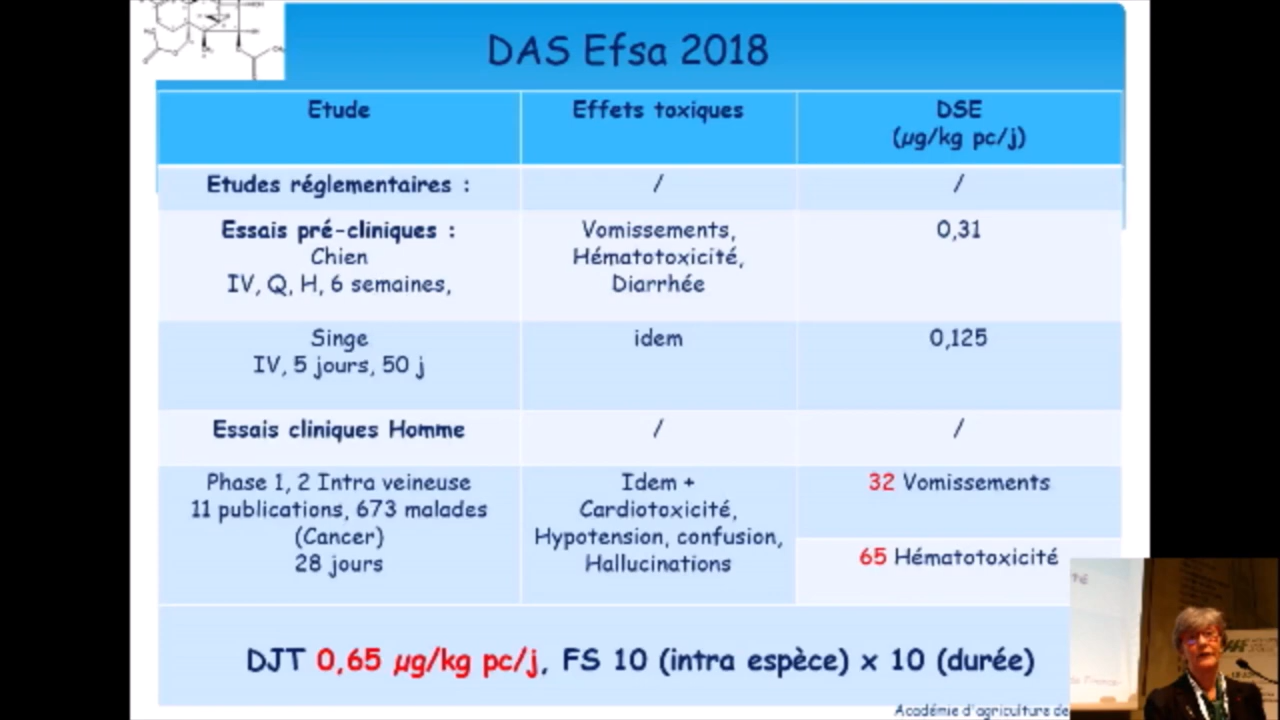 DAS Efsa 2018
Etude
Effets toxiques
DSE
(µg/kg pc/j)
Etudes réglementaires :
/
/
Essais pré-cliniques :
Chien
IV, Q, H, 6 semaines,
Vomissements,
Hématotoxicité,
Diarrhée
0,31
Singe
IV, 5 jours, 50 j
idem
0,125
Essais cliniques Homme
/
/
Phase 1, 2 Intra veineuse
11 publications, 673 malades
(Cancer)
28 jours
Idem +
Cardiotoxicité,
Hypotension, confusion,
Hallucinations
32 Vomissements
65 Hématotoxicité
DJT 0,65 µg/kg pc/j, FS 10 (intra espèce) x 10 (durée)
Académie d'agriculture de